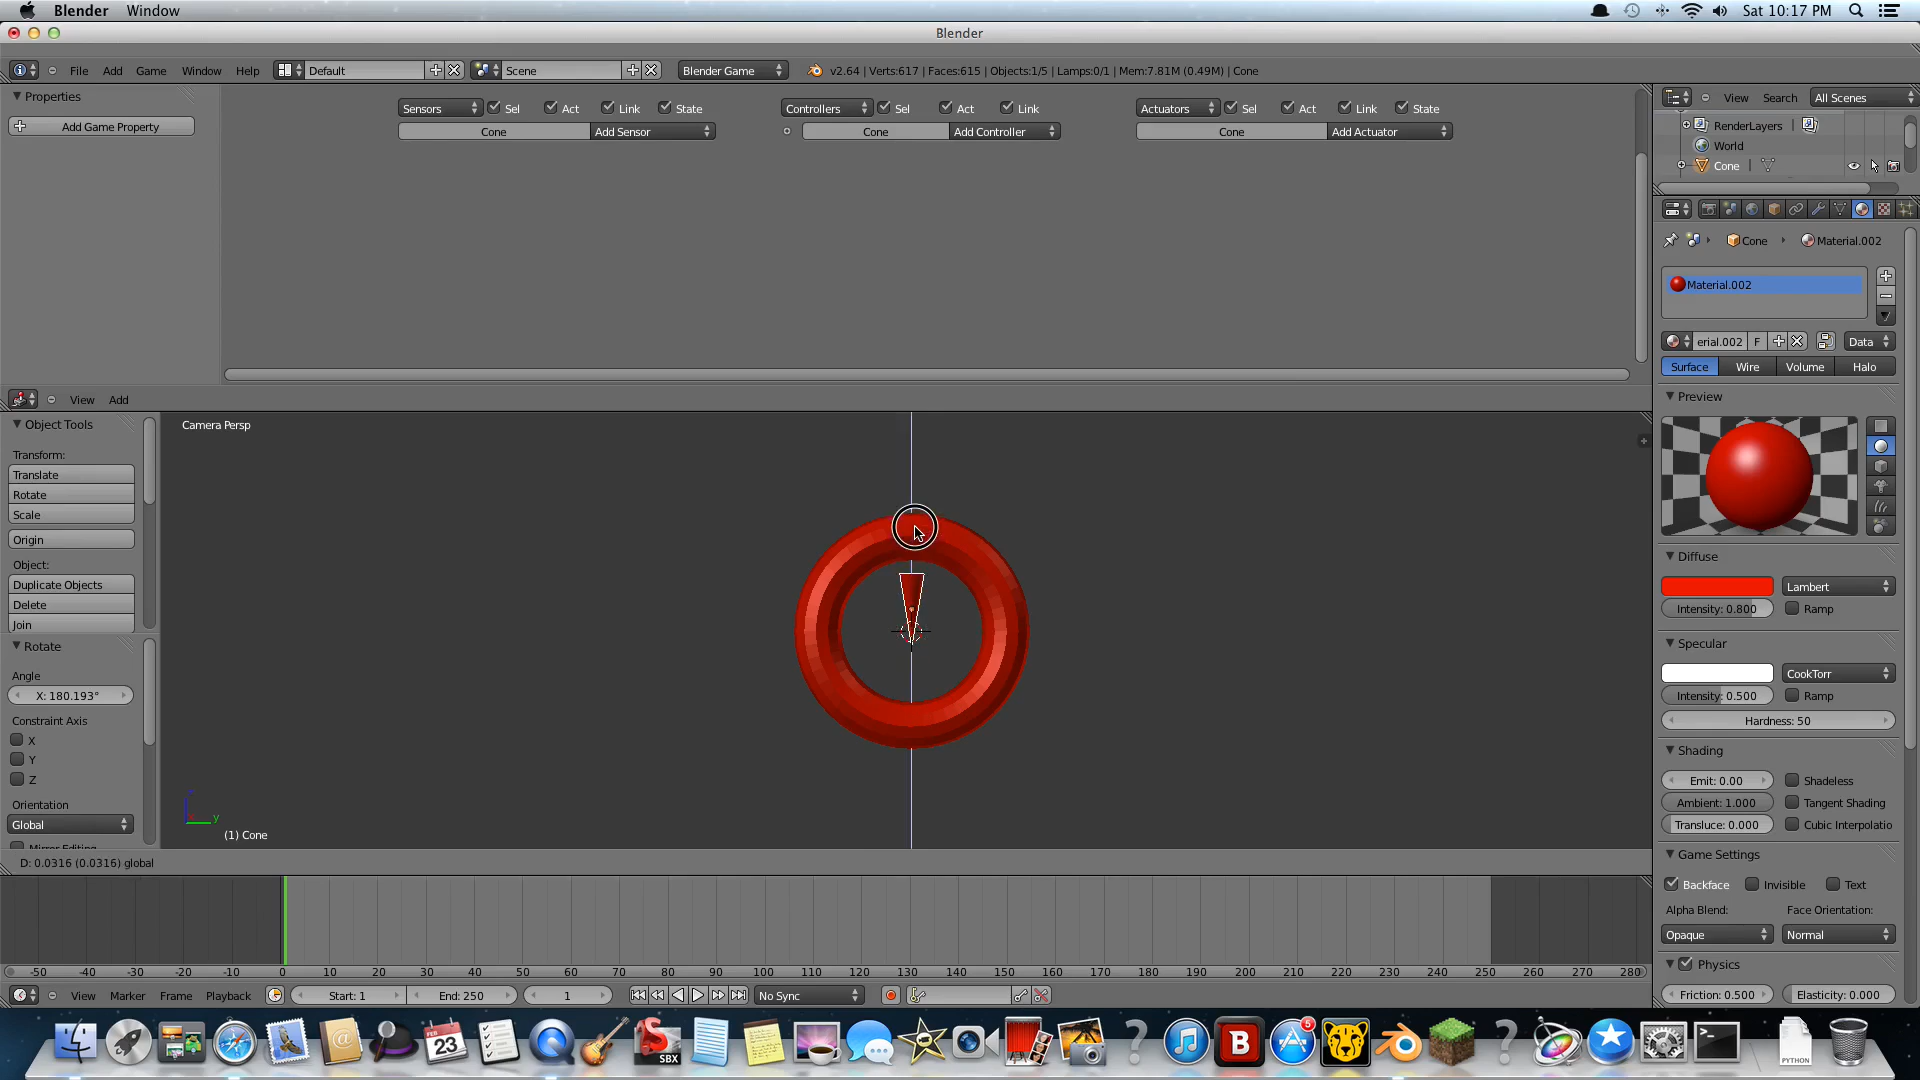 Blender Window Sat 10:17 PM
Blender
File Add Game Window Help Default Scene Blender Game v2.64 | Verts:617 | Faces:615 | Objects:1/5 | Lamps:0/1 | Mem:7.81M (0.49M) | Cone
Properties
Add Game Property
Sensors Sel Act Link State
Cone Add Sensor
Controllers Sel Act Link
Cone Add Controller
Actuators Sel Act Link State
Cone Add Actuator
View Search All Scenes
RenderLayers |
World
Cone |
Cone Material.002
Material.002
erial.002 F Data
Surface Wire Volume Halo
Preview
Diffuse
Lambert
Intensity: 0.800 Ramp
Specular
CookTorr
Intensity: 0.500 Ramp
Hardness: 50
Shading
Emit: 0.00 Shadeless
Ambient: 1.000 Tangent Shading
Transluce: 0.000 Cubic Interpolatio
Game Settings
Backface Invisible Text
Alpha Blend: Face Orientation:
Opaque Normal
Physics
Friction: 0.500 Elasticity: 0.000
View Add
Object Tools
Transform:
Translate
Rotate
Scale
Origin
Object:
Duplicate Objects
Delete
Join
Rotate
Angle
X: 180.193°
Constraint Axis
X
Y
Z
Orientation
Global
Camera Persp
y
(1) Cone
D: 0.0316 (0.0316) global
-50 -40 -30 -20 -10 0 10 20 30 40 50 60 70 80 90 100 110 120 130 140 150 160 170 180 190 200 210 220 230 240 250 260 270 280
View Marker Frame Playback Start: 1 End: 250 1 No Sync
FEB
23
SBX
B
5
PYTHON